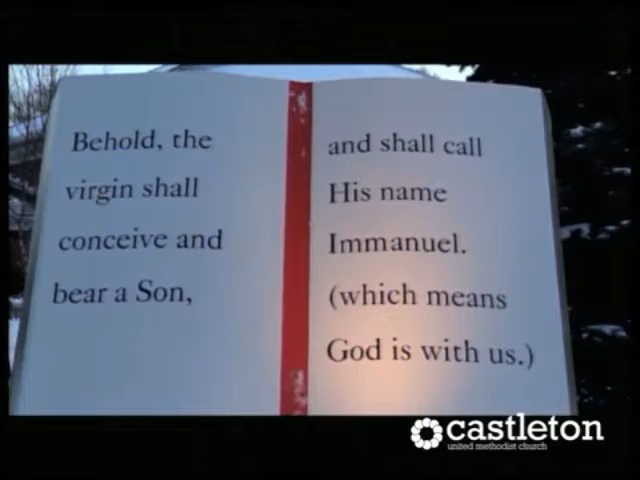 Behold, the
virgin shall
conceive and
bear a Son,
and shall call
His name
Immanuel.
(which means
God is with us.)
castleton
united methodist church